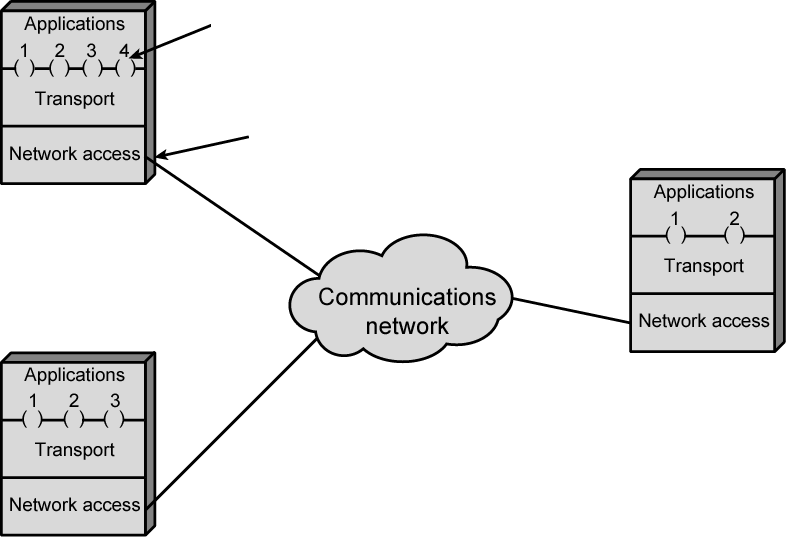 Applications
1 2 3 4
Transport
Network access
Applications
1 2
Transport
Network access
Communications
network
Applications
1 2 3
Transport
Network access